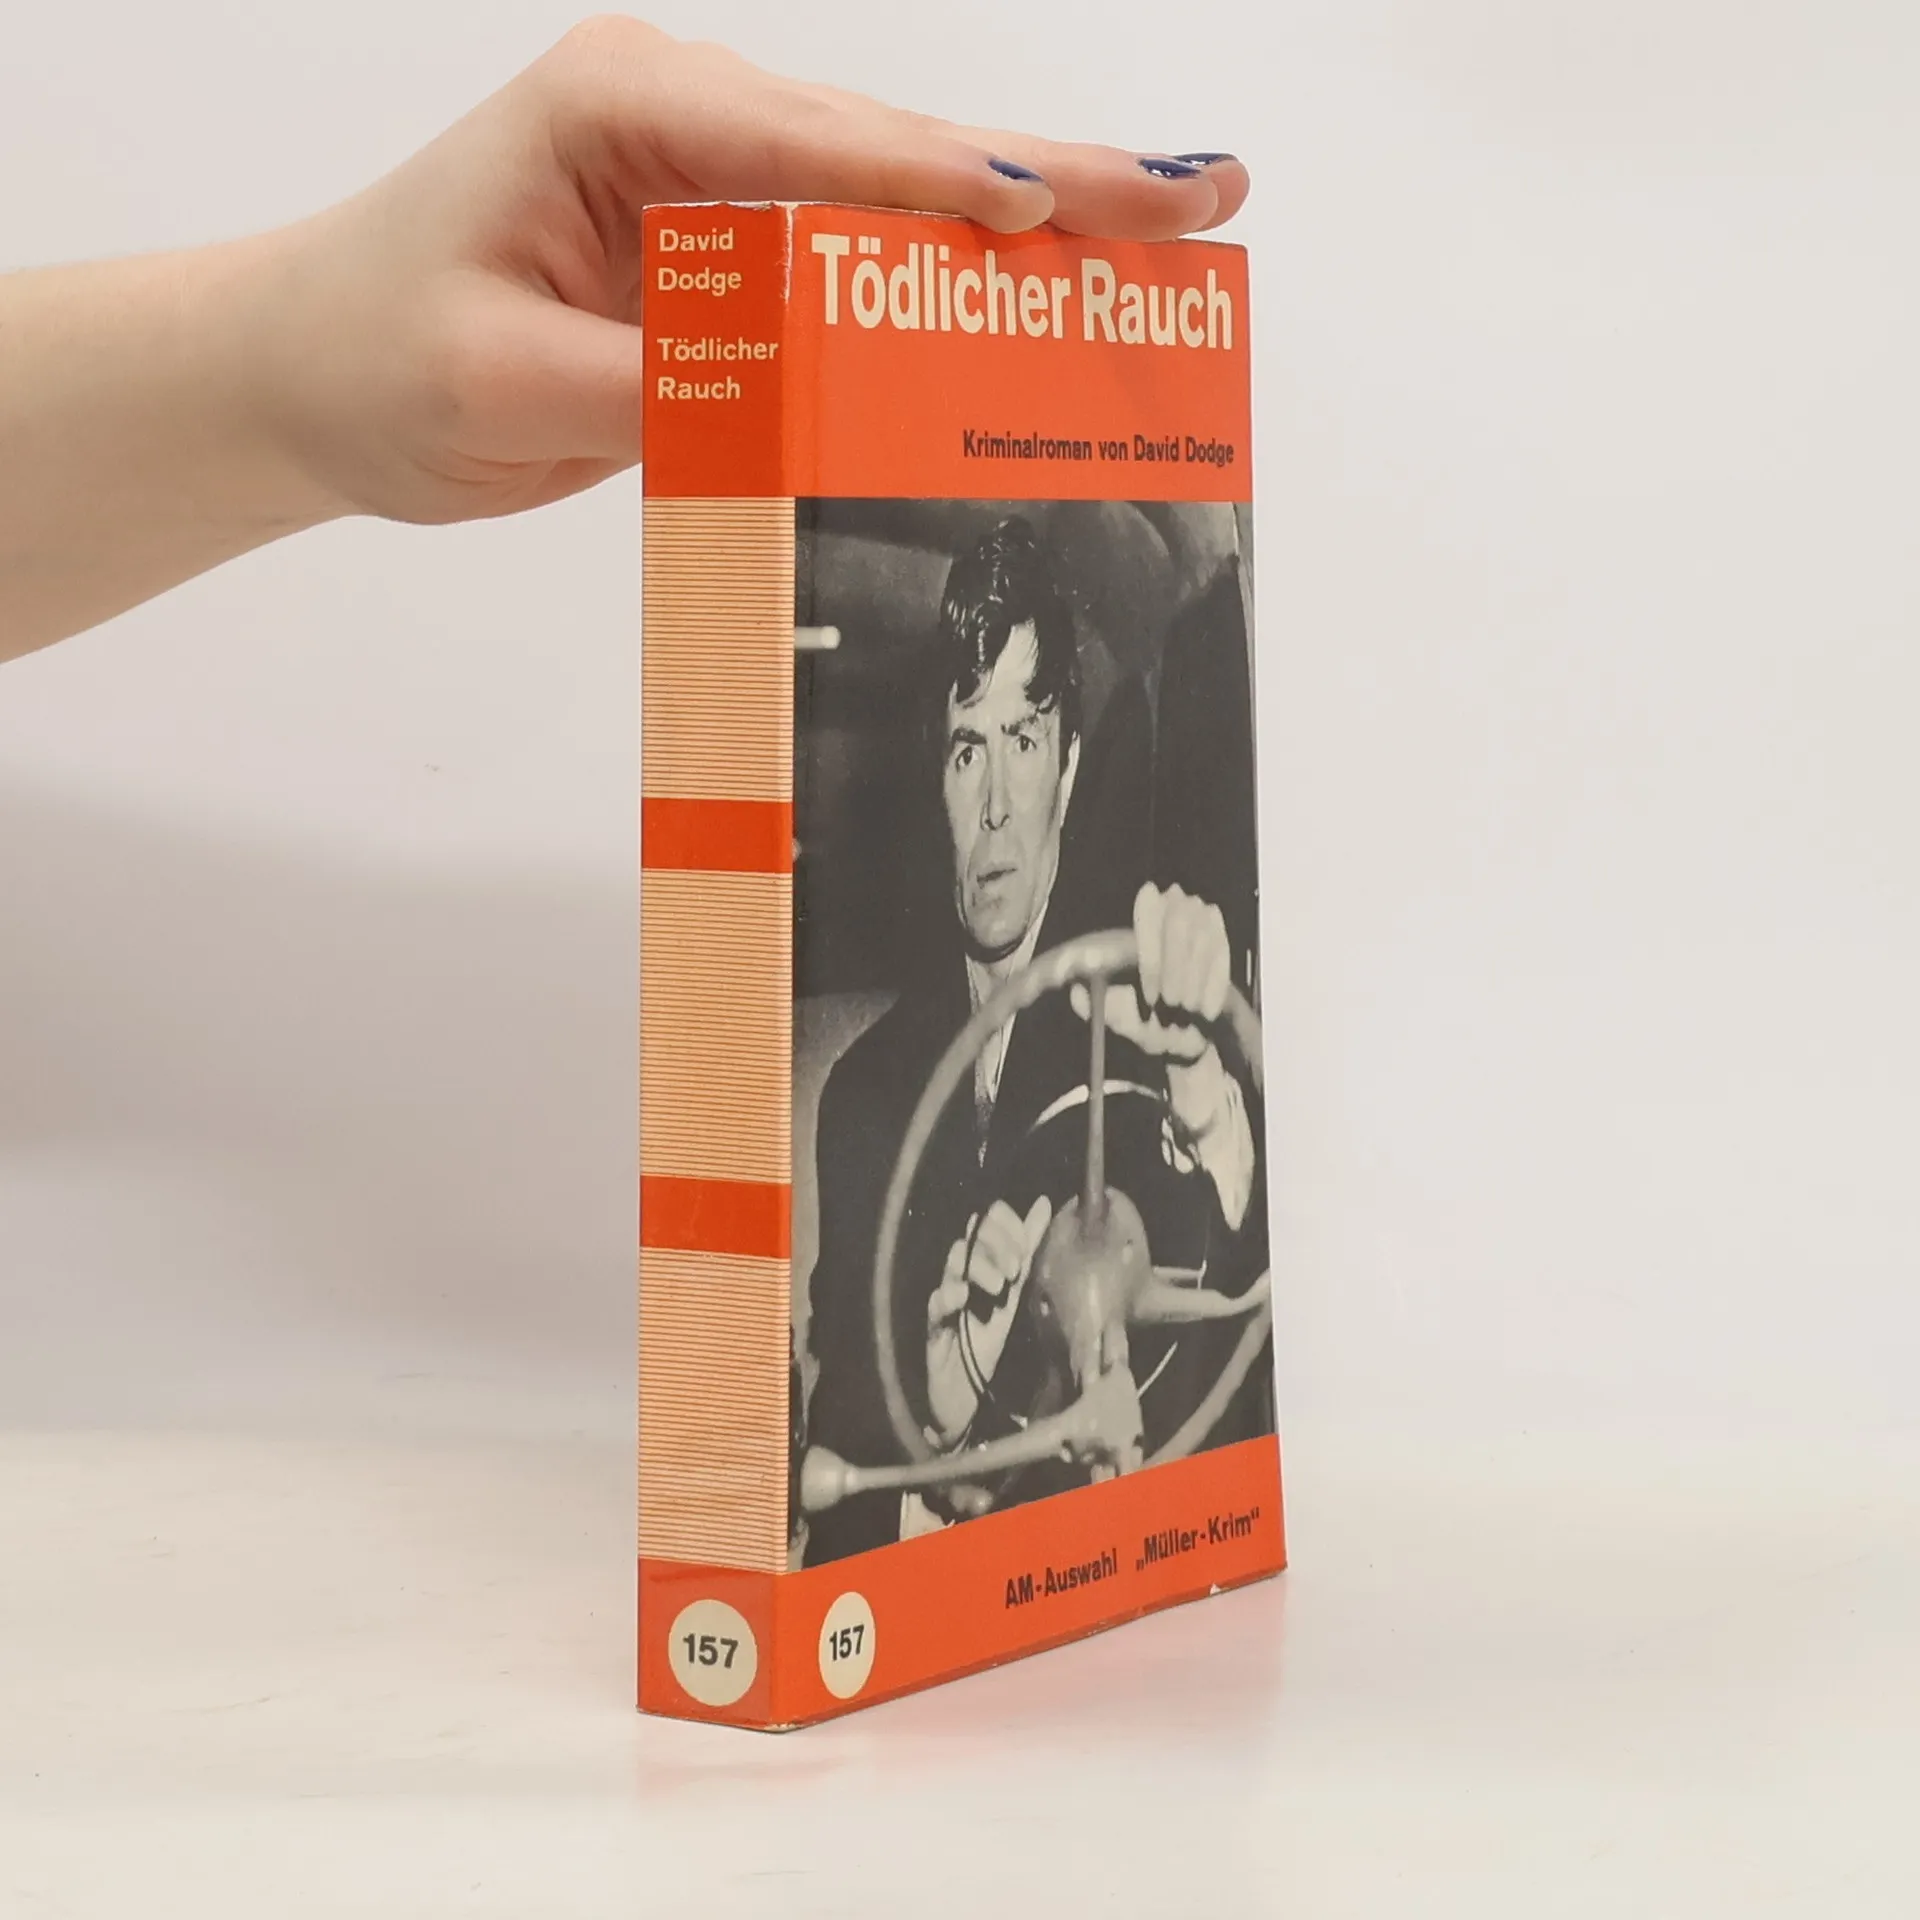 David
Dodge
Tödlicher
Rauch
157
Tödlicher Rauch
Kriminalroman von David Dodge
AM-Auswahl „Müller-Krim“
157